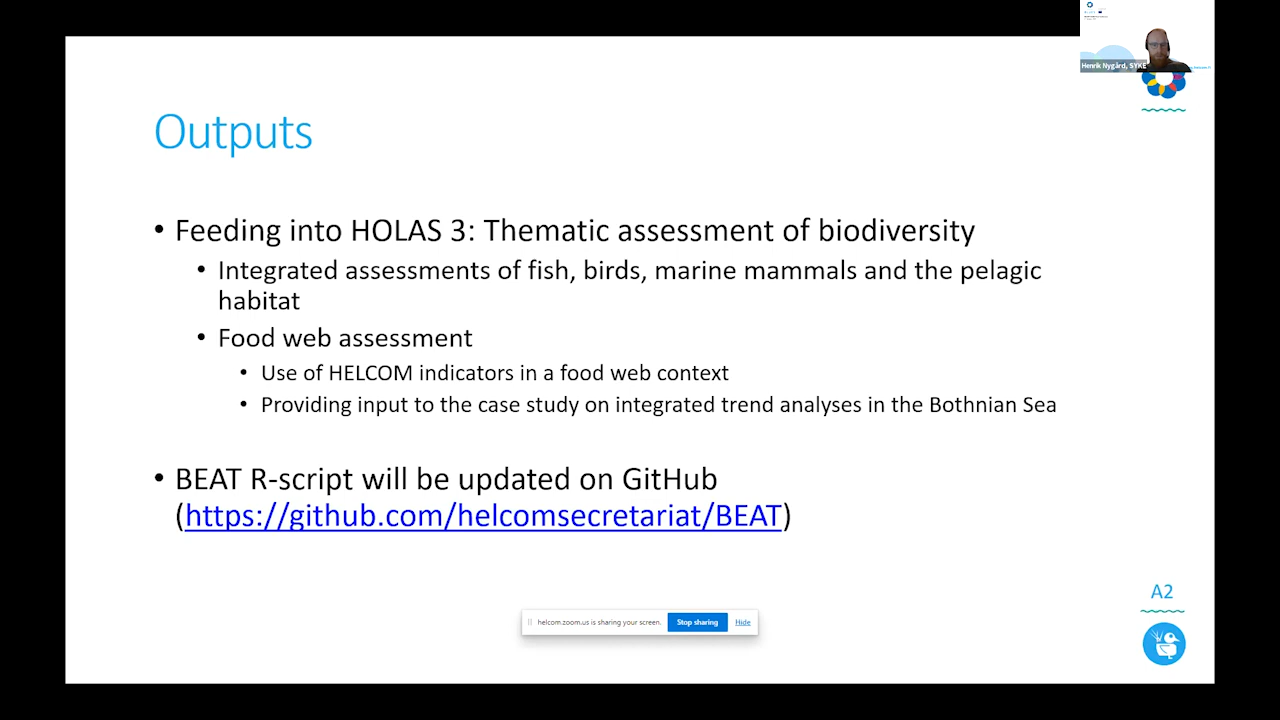 Henrik Nygård, SYKE
Outputs
• Feeding into HOLAS 3: Thematic assessment of biodiversity
• Integrated assessments of fish, birds, marine mammals and the pelagic
habitat
• Food web assessment
• Use of HELCOM indicators in a food web context
• Providing input to the case study on integrated trend analyses in the Bothnian Sea
• BEAT R-script will be updated on GitHub
(https://github.com/helcomsecretariat/BEAT)
A2
helcom.zoom.us is sharing your screen. Stop sharing Hide